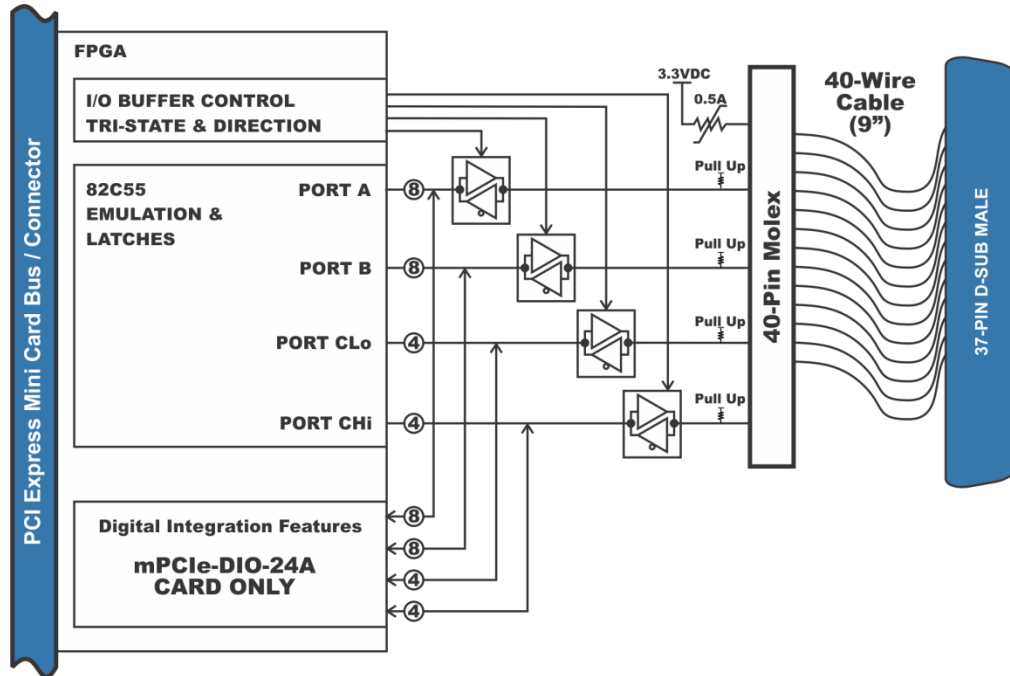 PCI Express Mini Card Bus / Connector
FPGA
I/O BUFFER CONTROL
TRI-STATE & DIRECTION
82C55
EMULATION &
LATCHES
PORT A
8
PORT B
8
PORT CLo
4
PORT CHi
4
Digital Integration Features
mPCIe-DIO-24A
CARD ONLY
8
8
4
4
3.3VDC
0.5A
Pull Up
Pull Up
Pull Up
Pull Up
40-Pin Molex
40-Wire
Cable
(9”)
37-PIN D-SUB MALE